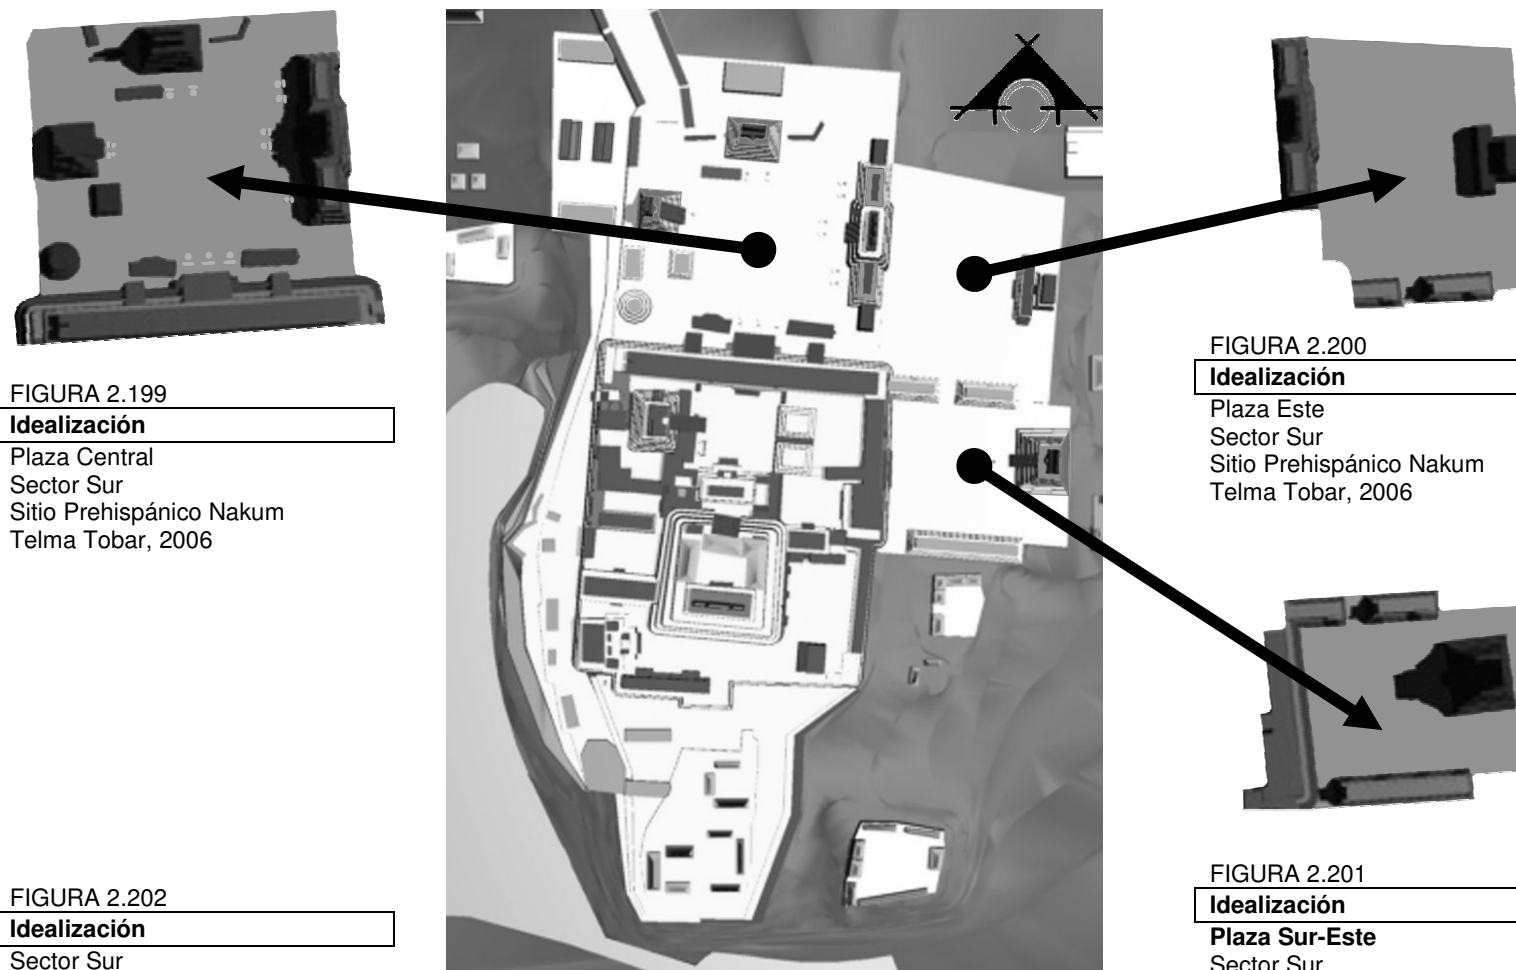 FIGURA 2.199
Idealización
Plaza Central
Sector Sur
Sitio Prehispánico Nakum
Telma Tobar, 2006
FIGURA 2.202
Idealización
Sector Sur
FIGURA 2.200
Idealización
Plaza Este
Sector Sur
Sitio Prehispánico Nakum
Telma Tobar, 2006
FIGURA 2.201
Idealización
Plaza Sur-Este
Sector Sur